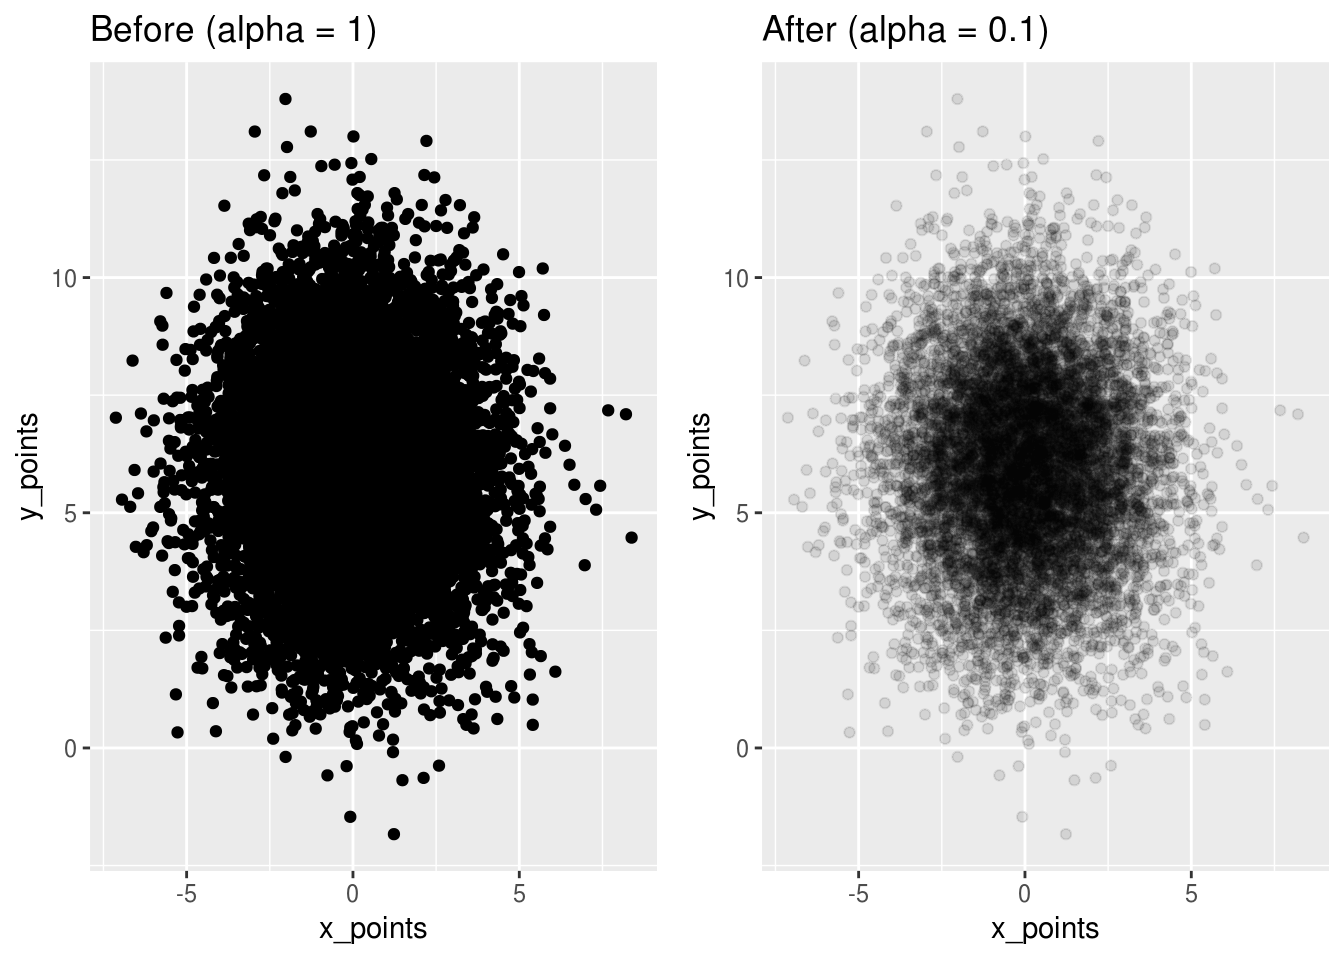 Before (alpha = 1)
10
5
0
y_points
-5
0
5
x_points
After (alpha = 0.1)
10
5
0
y_points
-5
0
5
x_points